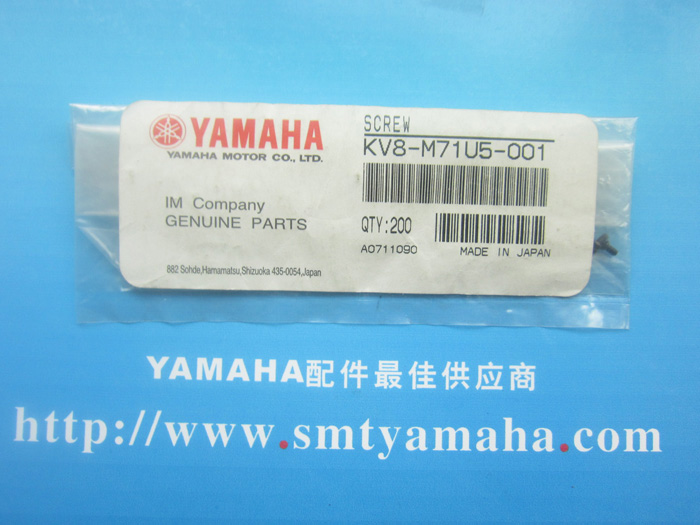 YAMAHA
YAMAHA MOTOR CO., LTD.
IM Company
GENUINE PARTS
882 Sohde,Hamamatsu,Shizuoka 435-0054,Japan
SCREW
KV8-M71U5-001
QTY:200
A0711090
MADE IN JAPAN
YAMAHA配件最佳供应商
http://www.smtyamaha.com